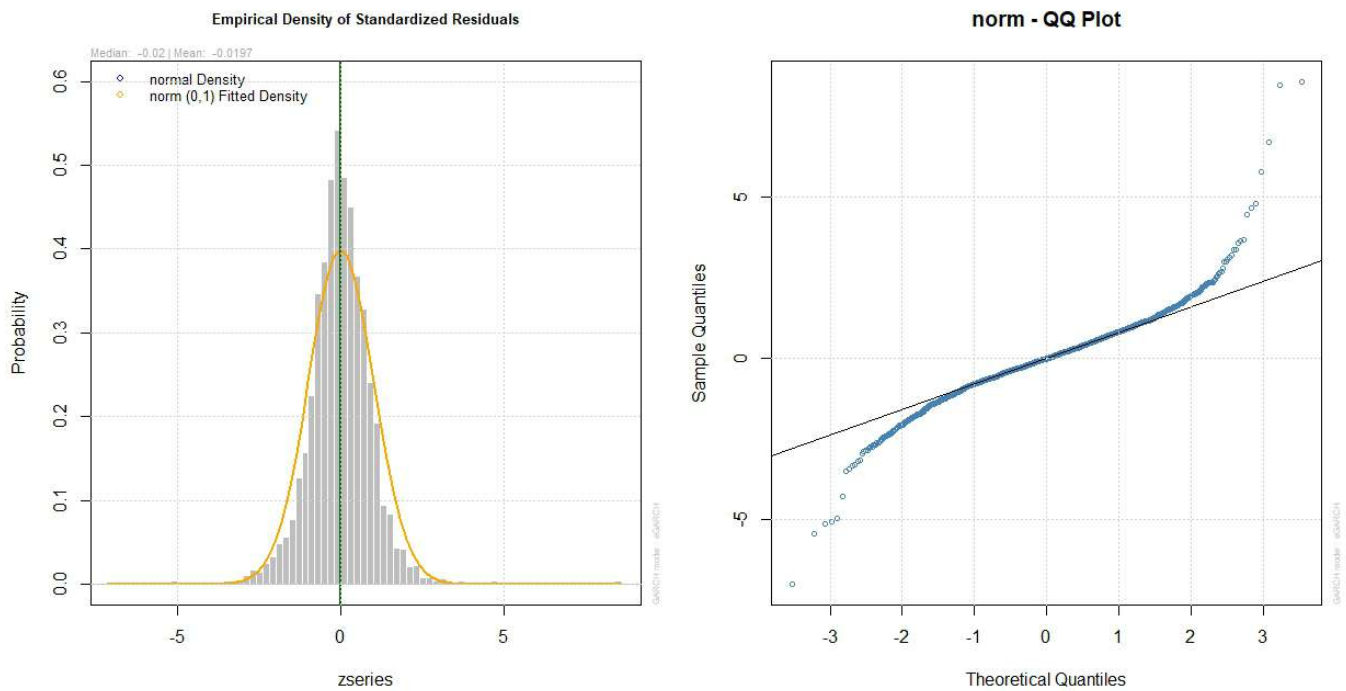 Empirical Density of Standardized Residuals
Median: -0.02 | Mean: -0.0197
normal Density
norm (0,1) Fitted Density
Probability
0.6
0.5
0.4
0.3
0.2
0.1
0.0
-5 0 5
zseries
GARCH model : eGARCH
norm - QQ Plot
Sample Quantiles
5
0
-5
-3 -2 -1 0 1 2 3
Theoretical Quantiles
GARCH model : eGARCH